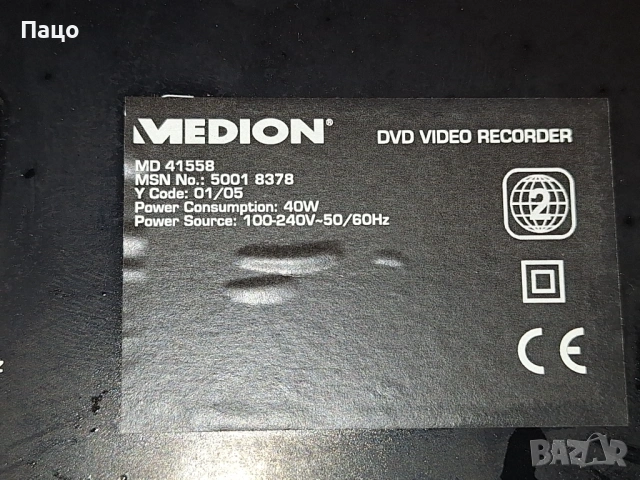 Пацо
MEDION® DVD VIDEO RECORDER
MD 41558
MSN No.: 5001 8378
Y Code: 01/05
Power Consumption: 40W
Power Source: 100-240V~50/60Hz
2
CE
BAZAR
z